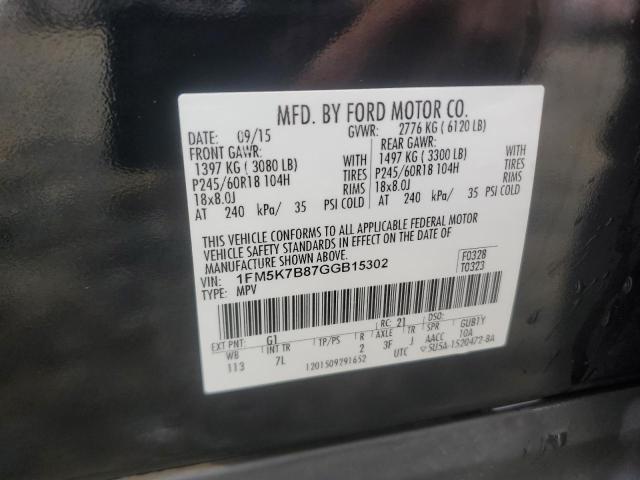 MFD. BY FORD MOTOR CO.
DATE: 09/15 GVWR: 2776 KG ( 6120 LB)
FRONT GAWR: REAR GAWR:
1397 KG ( 3080 LB) WITH 1497 KG ( 3300 LB) WITH
P245/60R18 104H TIRES P245/60R18 104H TIRES
18x8.0J RIMS 18x8.0J RIMS
AT 240 kPa/ 35 PSI COLD AT 240 kPa/ 35 PSI COLD
THIS VEHICLE CONFORMS TO ALL APPLICABLE FEDERAL MOTOR
VEHICLE SAFETY STANDARDS IN EFFECT ON THE DATE OF
MANUFACTURE SHOWN ABOVE.
VIN: 1FM5K7B87GGB15302 F0328
TYPE: MPV T0323
EXT PNT: G1 RC: 21 DSO:
WB INT TR TP/PS R AXLE TR SPR GUBTY
113 7L 2 3F J AACC 10A
1201509291652 UTC 5U5A-1520472-BA